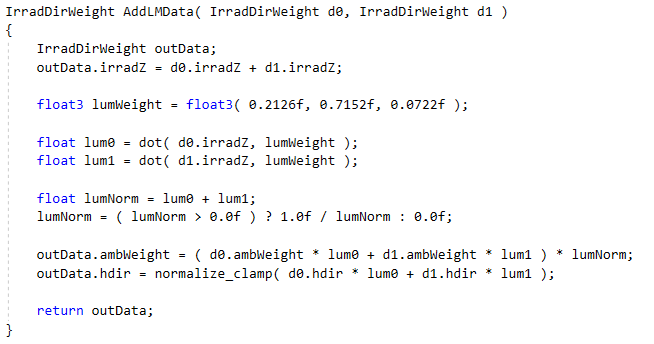 IrradDirWeight AddLMData( IrradDirWeight d0, IrradDirWeight d1 )
{
    IrradDirWeight outData;
    outData.irradZ = d0.irradZ + d1.irradZ;

    float3 lumWeight = float3( 0.2126f, 0.7152f, 0.0722f );

    float lum0 = dot( d0.irradZ, lumWeight );
    float lum1 = dot( d1.irradZ, lumWeight );

    float lumNorm = lum0 + lum1;
    lumNorm = ( lumNorm > 0.0f ) ? 1.0f / lumNorm : 0.0f;

    outData.ambWeight = ( d0.ambWeight * lum0 + d1.ambWeight * lum1 ) * lumNorm;
    outData.hdir = normalize_clamp( d0.hdir * lum0 + d1.hdir * lum1 );

    return outData;
}